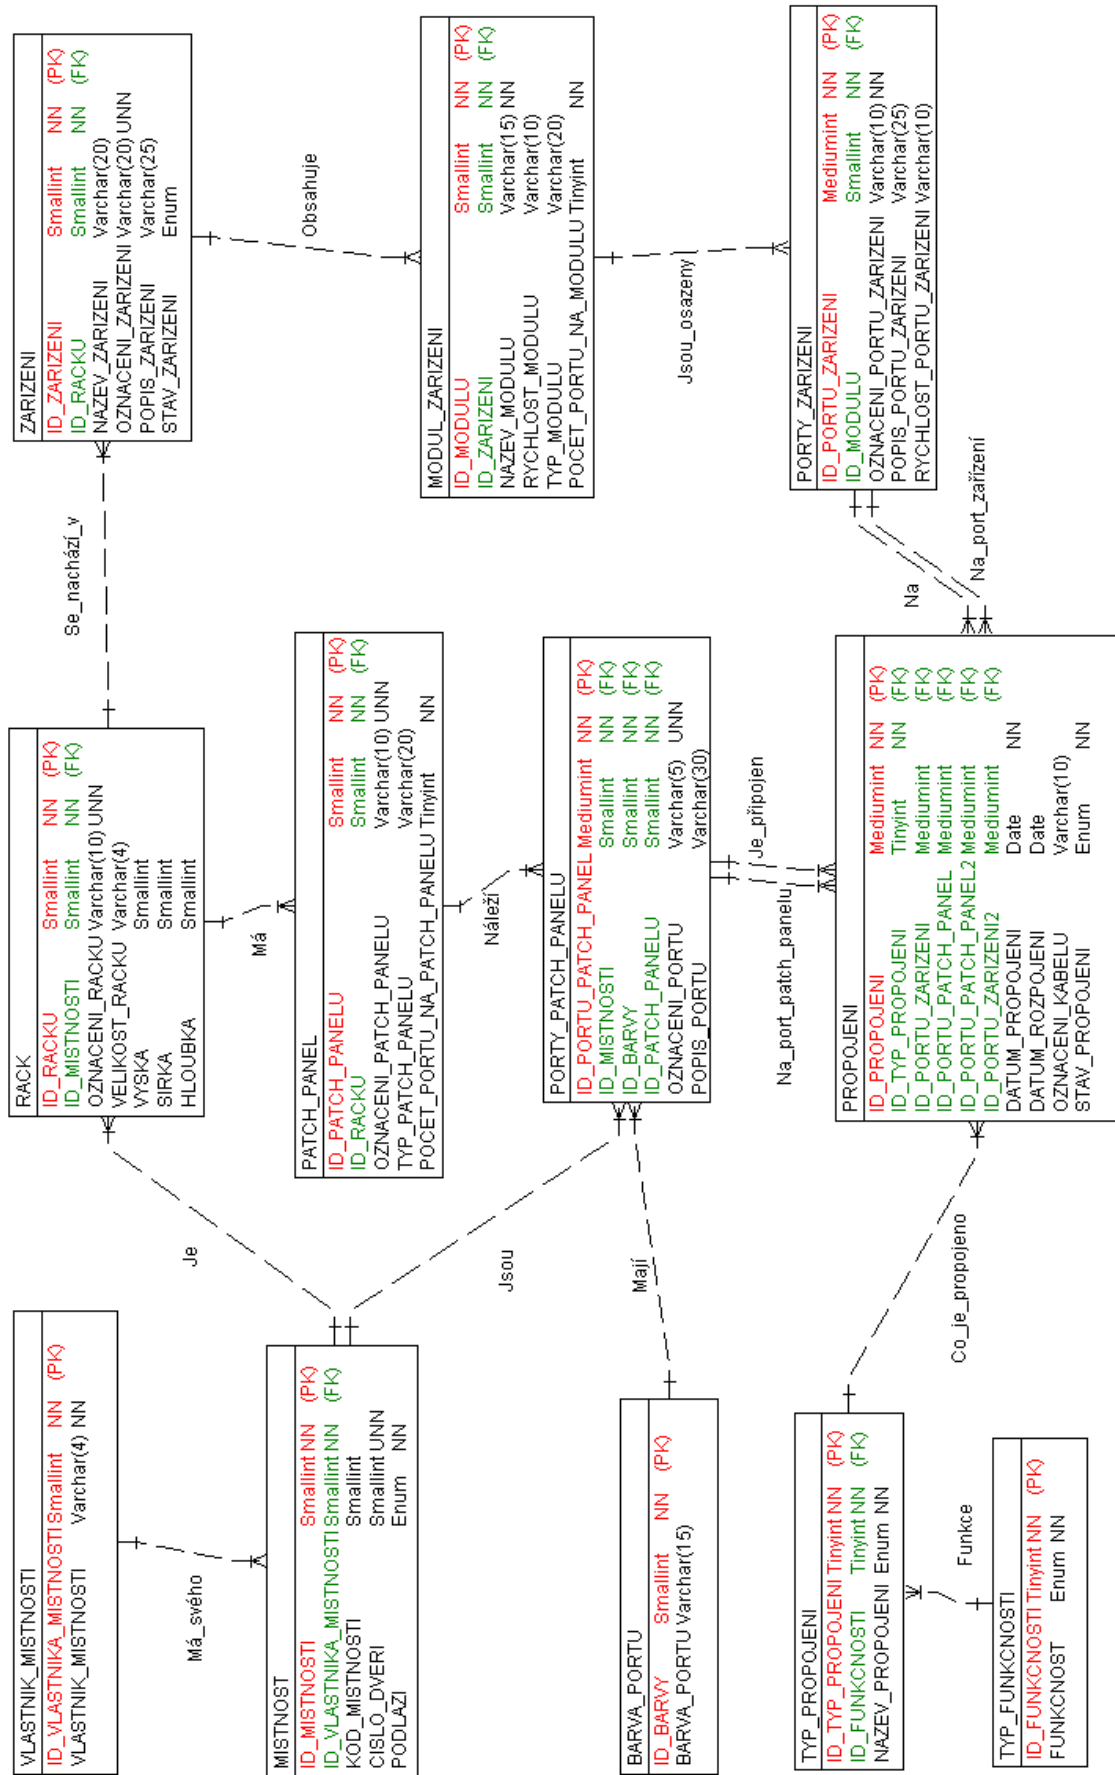 VLASTNIK_MISTNOSTI
ID_VLASTNIKA_MISTNOSTI Smallint NN (PK)
VLASTNIK_MISTNOSTI Varchar(4) NN
Má_svého
MISTNOST
ID_MISTNOSTI Smallint NN (PK)
ID_VLASTNIKA_MISTNOSTI Smallint NN (FK)
KOD_MISTNOSTI Smallint
CISLO_DVERI Smallint UNN
PODLAZI Enum NN
Je
Jsou
RACK
ID_RACKU Smallint NN (PK)
ID_MISTNOSTI Smallint NN (FK)
OZNACENI_RACKU Varchar(10) UNN
VELIKOST_RACKU Varchar(4)
VYSKA Smallint
SIRKA Smallint
HLOUBKA Smallint
Se_nachází_v
Má
ZARIZENI
ID_ZARIZENI Smallint NN (PK)
ID_RACKU Smallint NN (FK)
NAZEV_ZARIZENI Varchar(20)
OZNACENI_ZARIZENI Varchar(20) UNN
POPIS_ZARIZENI Varchar(25)
STAV_ZARIZENI Enum
Obsahuje
PATCH_PANEL
ID_PATCH_PANELU Smallint NN (PK)
ID_RACKU Smallint NN (FK)
OZNACENI_PATCH_PANELU Varchar(10) UNN
TYP_PATCH_PANELU Varchar(20)
POCET_PORTU_NA_PATCH_PANELU Tinyint NN
Náleží
MODUL_ZARIZENI
ID_MODULU Smallint NN (PK)
ID_ZARIZENI Smallint NN (FK)
NAZEV_MODULU Varchar(15) NN
RYCHLOST_MODULU Varchar(10)
TYP_MODULU Varchar(20)
POCET_PORTU_NA_MODULU Tinyint NN
Jsou_osazeny
BARVA_PORTU
ID_BARVY Smallint NN (PK)
BARVA_PORTU Varchar(15)
Mají
PORTY_PATCH_PANELU
ID_PORTU_PATCH_PANEL Mediumint NN (PK)
ID_MISTNOSTI Smallint NN (FK)
ID_BARVY Smallint NN (FK)
ID_PATCH_PANELU Smallint NN (FK)
OZNACENI_PORTU Varchar(5) UNN
POPIS_PORTU Varchar(30)
Na_port_patch_panelu
Je_připojen
PORTY_ZARIZENI
ID_PORTU_ZARIZENI Mediumint NN (PK)
ID_MODULU Smallint NN (FK)
OZNACENI_PORTU_ZARIZENI Varchar(10) NN
POPIS_PORTU_ZARIZENI Varchar(25)
RYCHLOST_PORTU_ZARIZENI Varchar(10)
Na
Na_port_zařízení
TYP_PROPOJENI
ID_TYP_PROPOJENI Tinyint NN (PK)
ID_FUNKCNOSTI Tinyint NN (FK)
NAZEV_PROPOJENI Enum NN
Co_je_propojeno
Funkce
PROPOJENI
ID_PROPOJENI Mediumint NN (PK)
ID_TYP_PROPOJENI Tinyint NN (FK)
ID_PORTU_ZARIZENI Mediumint (FK)
ID_PORTU_PATCH_PANEL Mediumint (FK)
ID_PORTU_PATCH_PANEL2 Mediumint (FK)
ID_PORTU_ZARIZENI2 Mediumint (FK)
DATUM_PROPOJENI Date NN
DATUM_ROZPOJENI Date
OZNACENI_KABELU Varchar(10)
STAV_PROPOJENI Enum NN
TYP_FUNKCNOSTI
ID_FUNKCNOSTI Tinyint NN (PK)
FUNKCNOST Enum NN